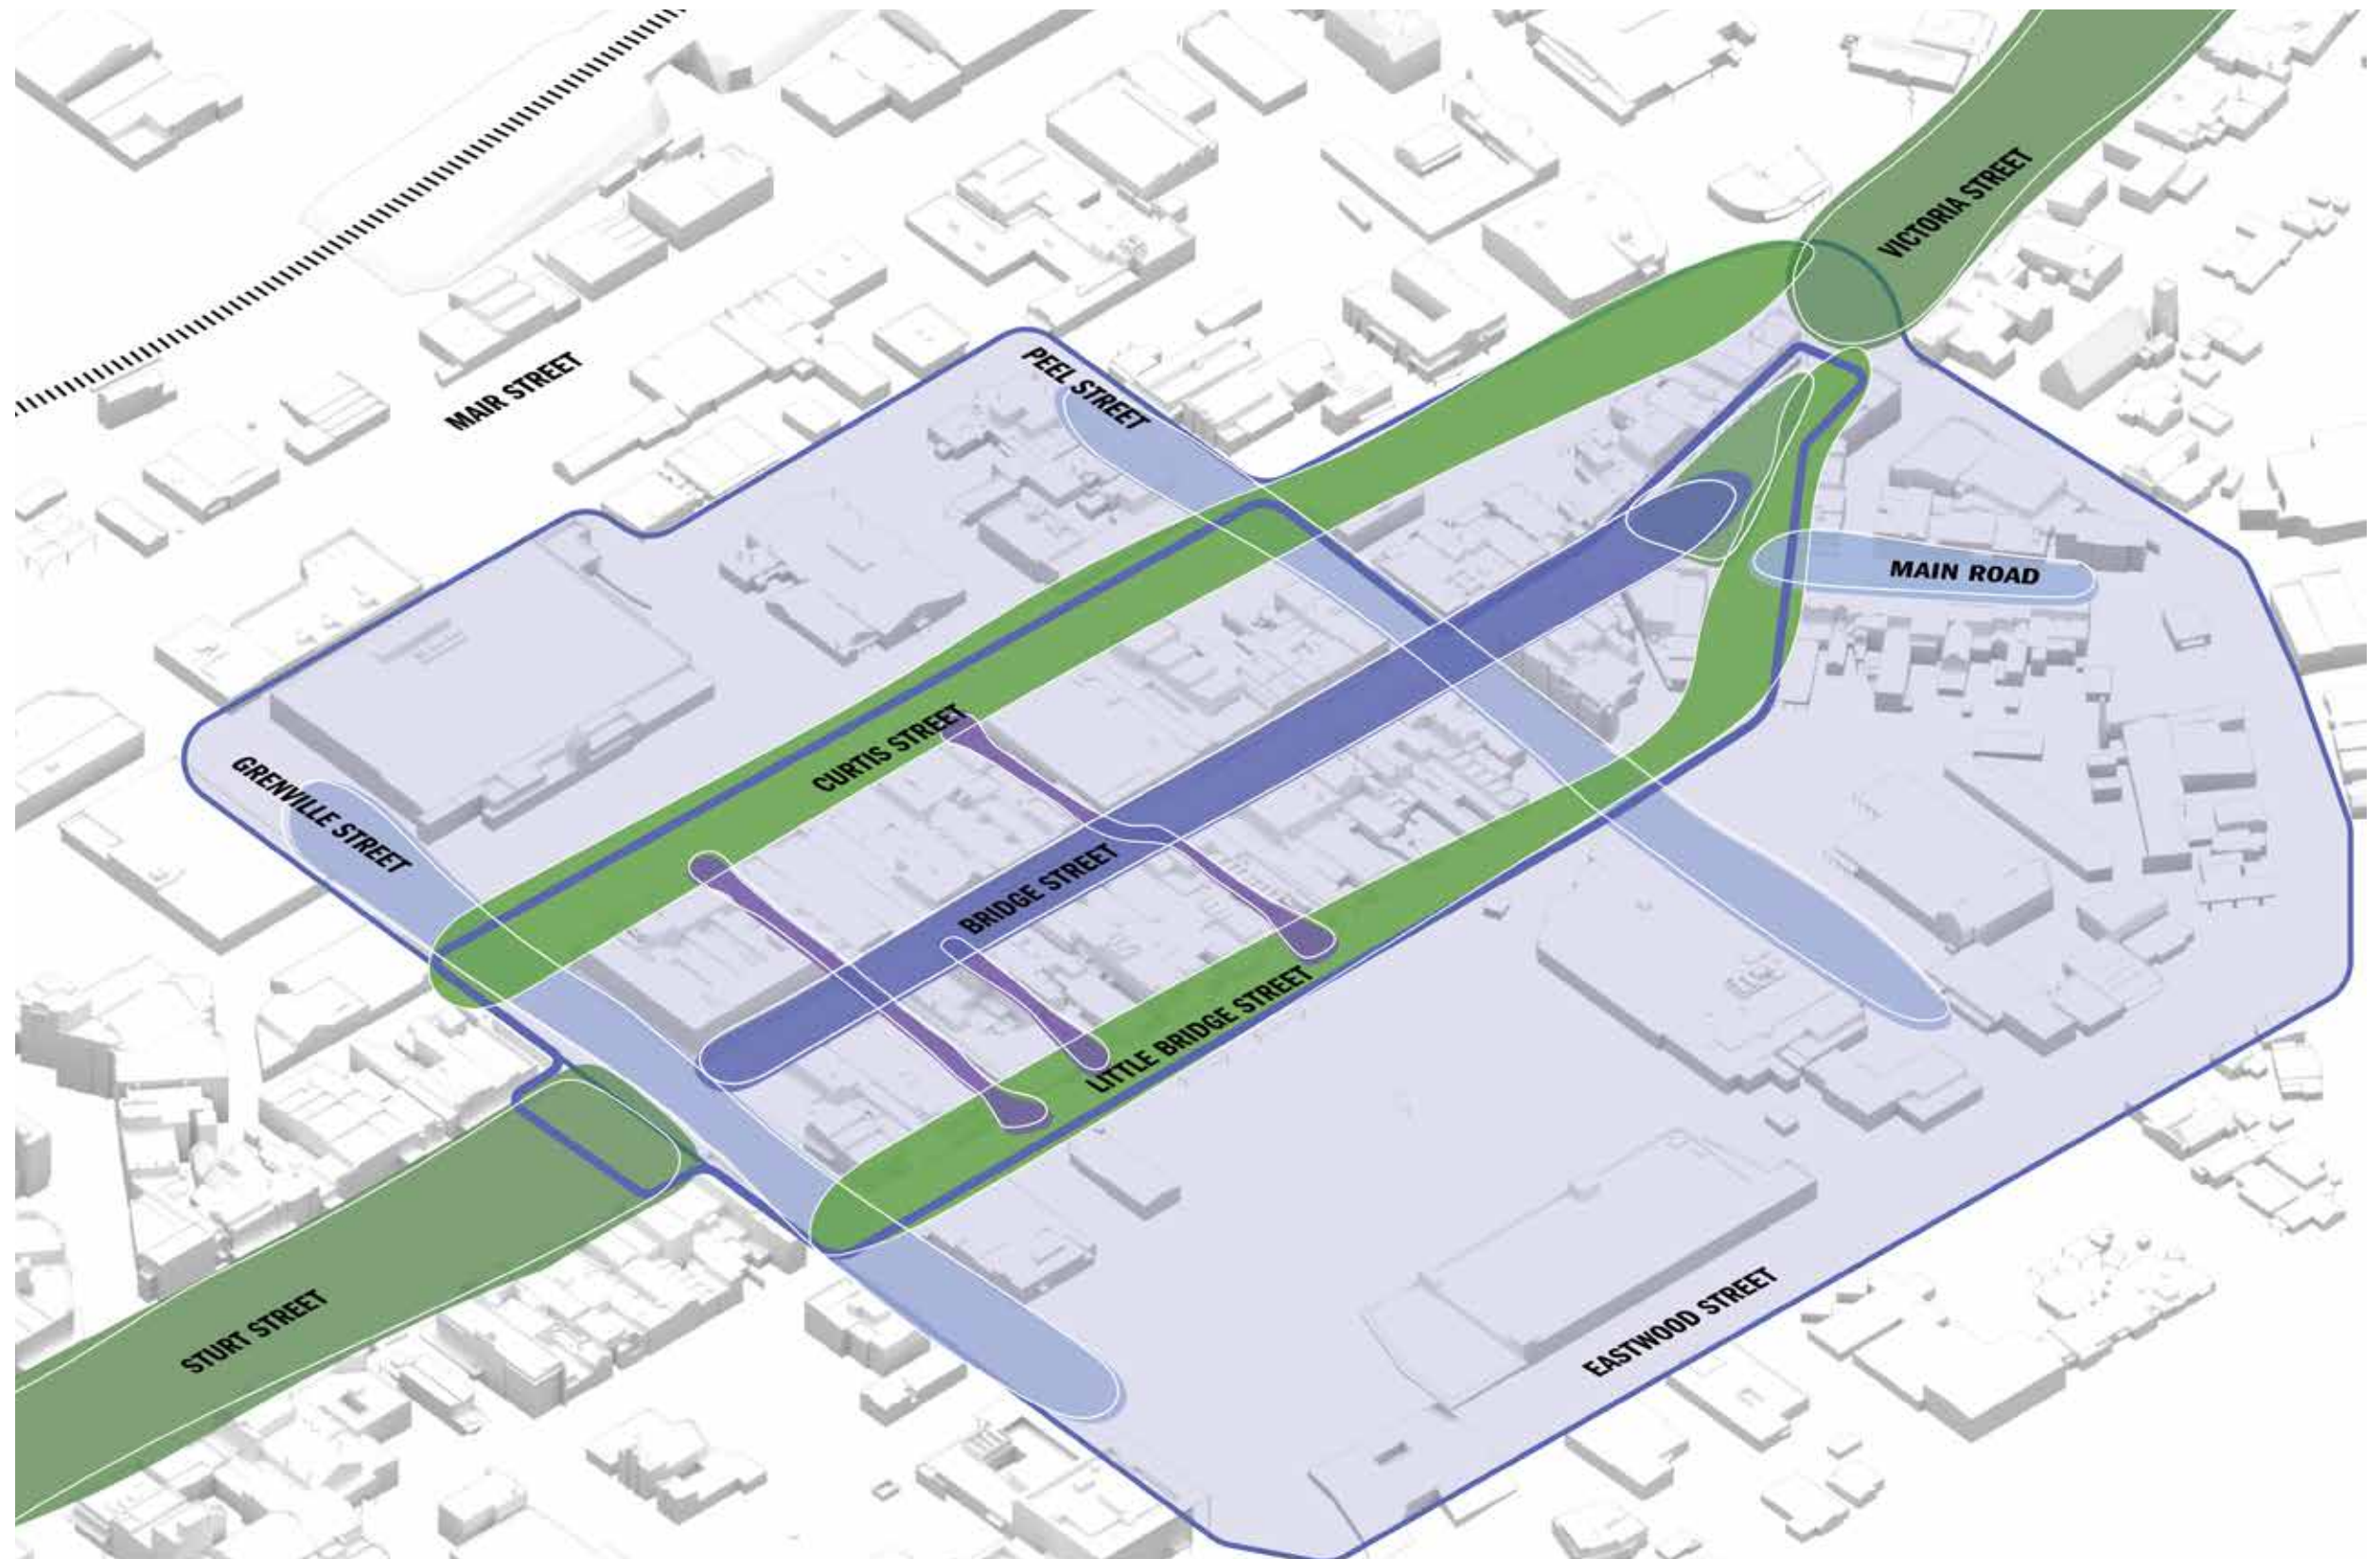 VICTORIA STREET
PEEL STREET
MAIR STREET
MAIN ROAD
CURTIS STREET
GRENVILLE STREET
BRIDGE STREET
LITTLE BRIDGE STREET
STURT STREET
EASTWOOD STREET